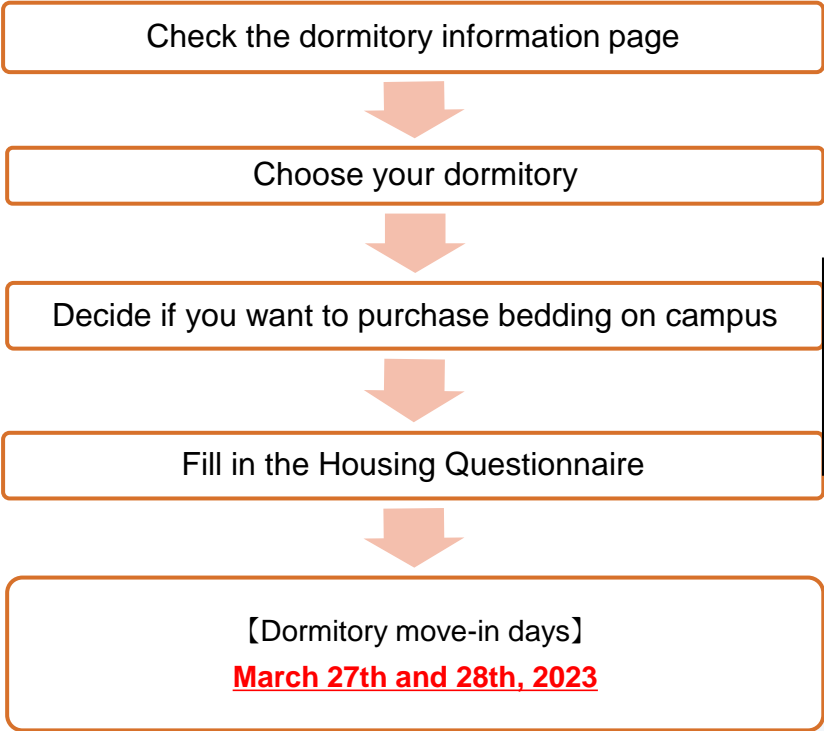 Check the dormitory information page
Choose your dormitory
Decide if you want to purchase bedding on campus
Fill in the Housing Questionnaire
【Dormitory move-in days】
March 27th and 28th, 2023